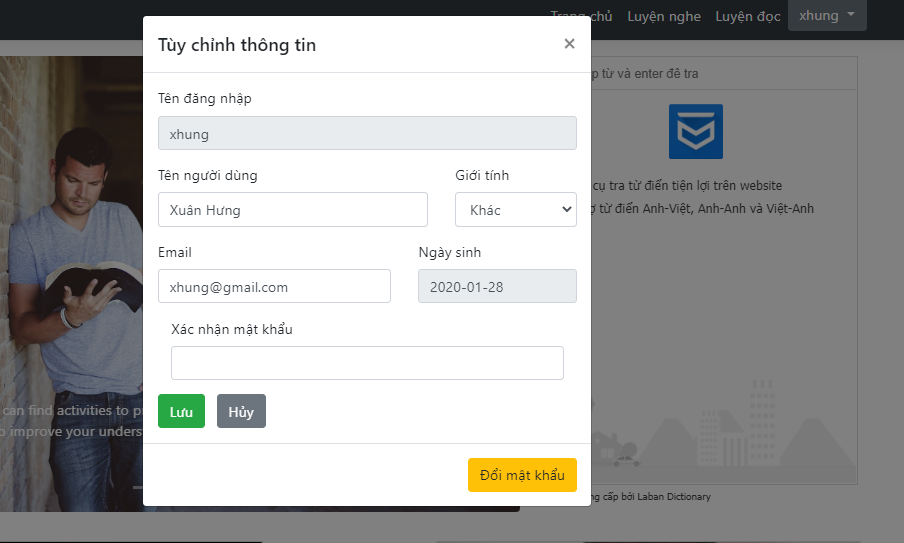 Trang chủ Luyện nghe Luyện đọc xhung
Tùy chỉnh thông tin ×
p từ và enter để tra
Tên đăng nhập
xhung
cụ tra từ điển tiện lợi trên website
từ điển Anh-Việt, Anh-Anh và Việt-Anh
Tên người dùng Giới tính
Xuân Hưng Khác
Email Ngày sinh
xhung@gmail.com 2020-01-28
Xác nhận mật khẩu
can find activities to
improve your
Lưu Hủy
Đổi mật khẩu
cấp bởi Laban Dictionary